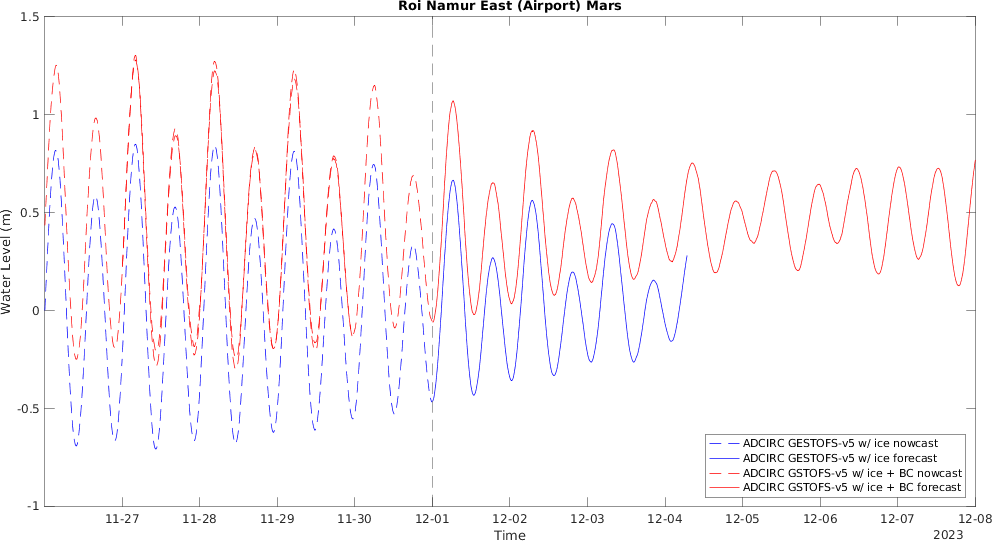 Roi Namur East (Airport) Mars
1.5
1
0.5
0
-0.5
-1
Water Level (m)
ADCIRC GESTOFS-v5 w/ ice nowcast
ADCIRC GESTOFS-v5 w/ ice forecast
ADCIRC GSTOFS-v5 w/ ice + BC nowcast
ADCIRC GSTOFS-v5 w/ ice + BC forecast
11-27 11-28 11-29 11-30 12-01 12-02 12-03 12-04 12-05 12-06 12-07 12-08
Time
2023